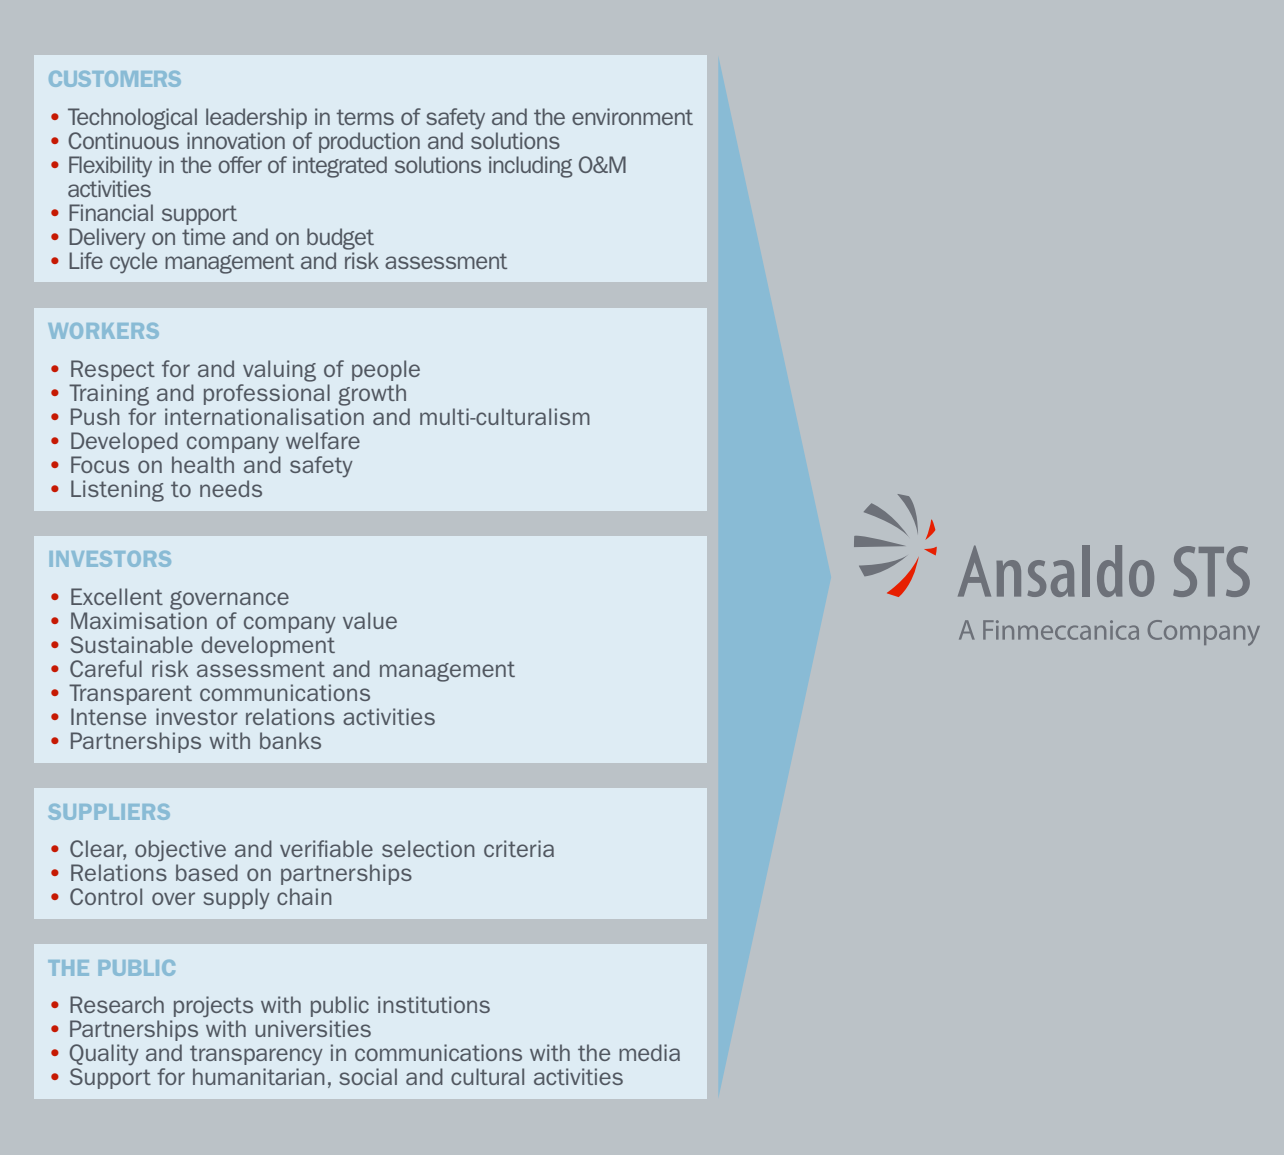 CUSTOMERS
• Technological leadership in terms of safety and the environment
• Continuous innovation of production and solutions
• Flexibility in the offer of integrated solutions including O&M
activities
• Financial support
• Delivery on time and on budget
• Life cycle management and risk assessment
WORKERS
• Respect for and valuing of people
• Training and professional growth
• Push for internationalisation and multi-culturalism
• Developed company welfare
• Focus on health and safety
• Listening to needs
INVESTORS
• Excellent governance
• Maximisation of company value
• Sustainable development
• Careful risk assessment and management
• Transparent communications
• Intense investor relations activities
• Partnerships with banks
SUPPLIERS
• Clear, objective and verifiable selection criteria
• Relations based on partnerships
• Control over supply chain
THE PUBLIC
• Research projects with public institutions
• Partnerships with universities
• Quality and transparency in communications with the media
• Support for humanitarian, social and cultural activities
Ansaldo STS
A Finmeccanica Company